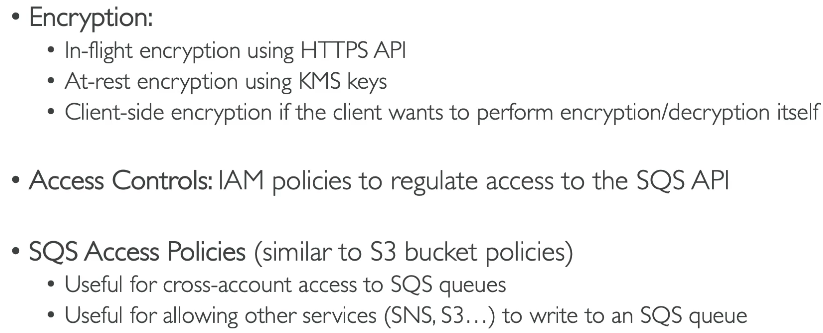 • Encryption:
• In-flight encryption using HTTPS API
• At-rest encryption using KMS keys
• Client-side encryption if the client wants to perform encryption/decryption itself
• Access Controls: IAM policies to regulate access to the SQS API
• SQS Access Policies (similar to S3 bucket policies)
• Useful for cross-account access to SQS queues
• Useful for allowing other services (SNS, S3…) to write to an SQS queue